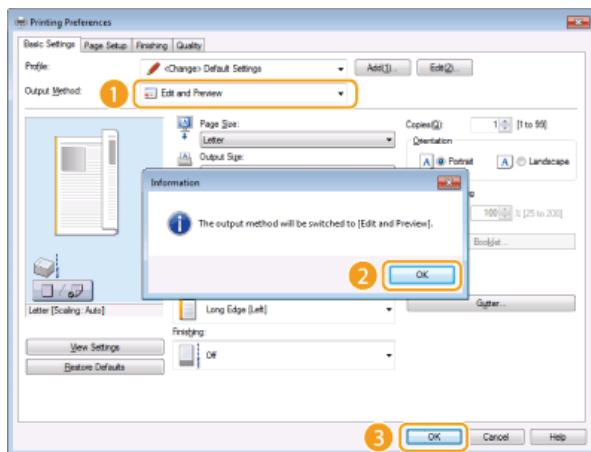 Printing Preferences
Basic Settings Page Setup Finishing Quality
Profile: <Change> Default Settings Add(1)... Edit(2)...
Output Method: 1 Edit and Preview
Page Size: Copies(Q): 1 [1 to 99]
Letter Orientation
Output Size: A Portrait A Landscape
Information
100 % [25 to 200]
The output method will be switched to [Edit and Preview].
Booklet...
2 OK
Letter [Scaling: Auto] Long Edge [Left] Gutter...
Finishing:
View Settings Off
Restore Defaults
3 OK Cancel Help